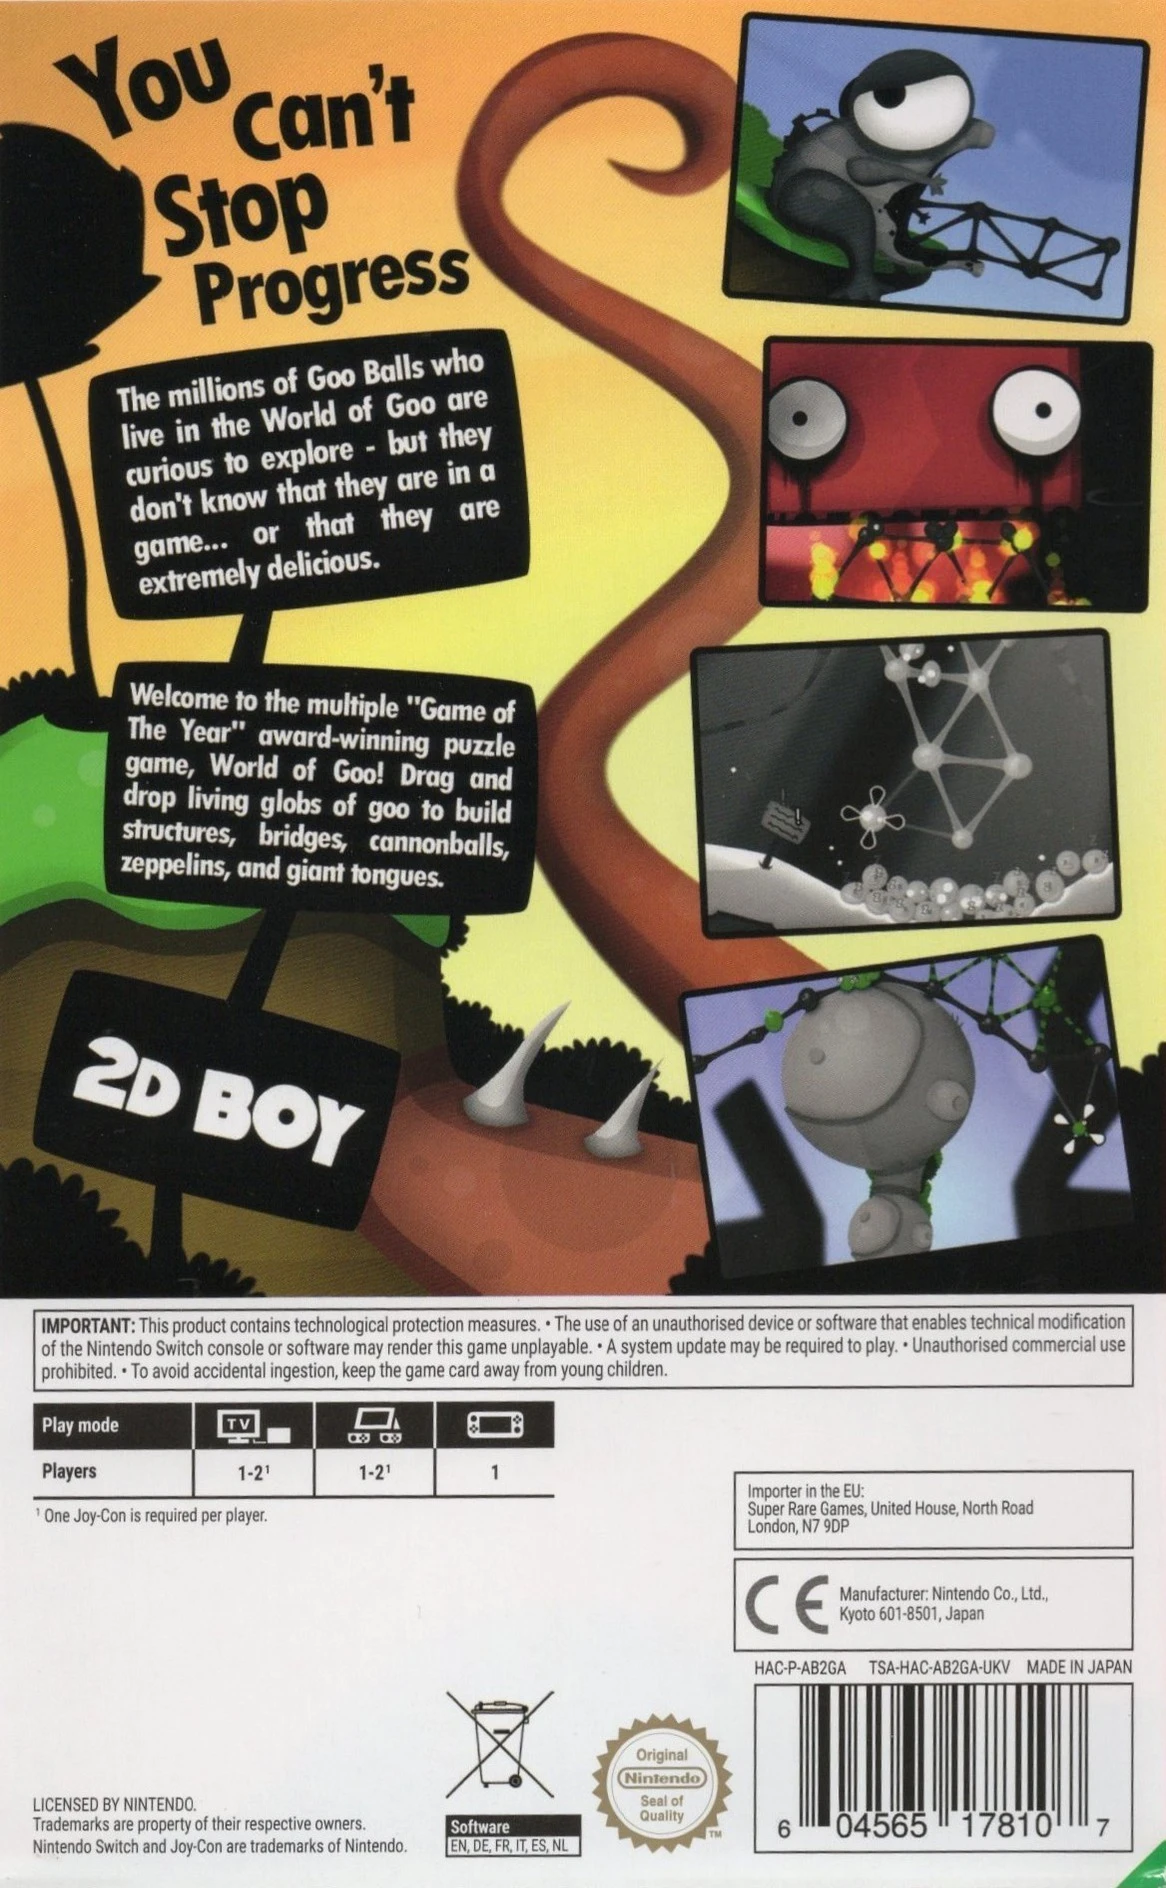 You
can't
Stop
Progress
The millions of Goo Balls who
live in the World of Goo are
curious to explore - but they
don't know that they are in a
game... or that they are
extremely delicious.
Welcome to the multiple "Game of
The Year" award-winning puzzle
game, World of Goo! Drag and
drop living globs of goo to build
structures, bridges, cannonballs,
zeppelins, and giant tongues.
2D BOY
IMPORTANT: This product contains technological protection measures. • The use of an unauthorised device or software that enables technical modification
of the Nintendo Switch console or software may render this game unplayable. • A system update may be required to play. • Unauthorised commercial use
prohibited. • To avoid accidental ingestion, keep the game card away from young children.
Play mode TV
Players 1-2¹ 1-2¹ 1
¹ One Joy-Con is required per player.
Importer in the EU:
Super Rare Games, United House, North Road
London, N7 9DP
CE
Manufacturer: Nintendo Co., Ltd.,
Kyoto 601-8501, Japan
HAC-P-AB2GA TSA-HAC-AB2GA-UKV MADE IN JAPAN
6 04565 17810 7
Original
Nintendo
Seal of
Quality
TM
Software
EN, DE, FR, IT, ES, NL
LICENSED BY NINTENDO.
Trademarks are property of their respective owners.
Nintendo Switch and Joy-Con are trademarks of Nintendo.